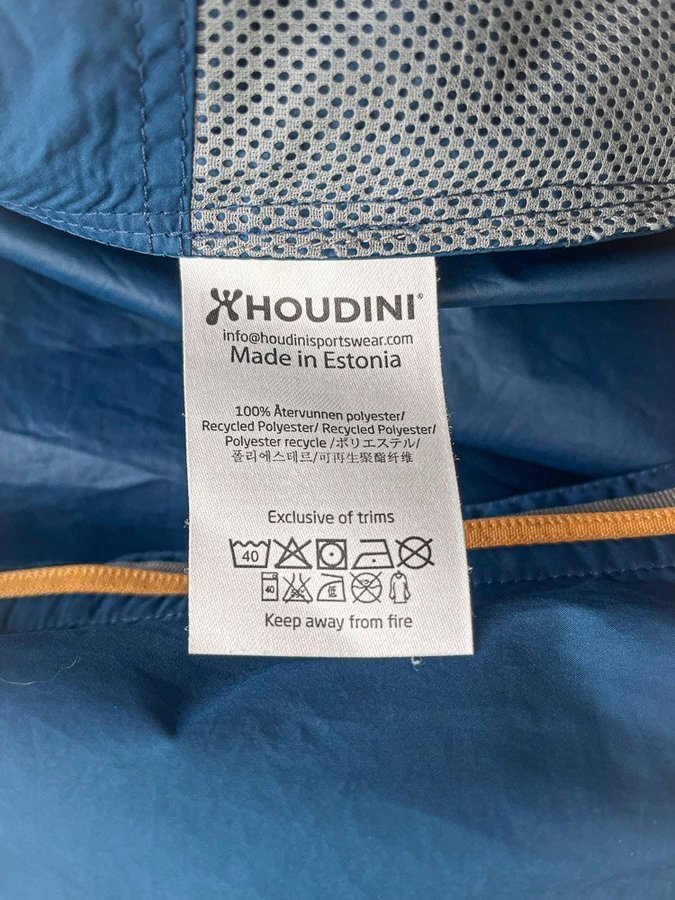 HOUDINI®
info@houdinisportswear.com
Made in Estonia
100% Återvunnen polyester/
Recycled Polyester/ Recycled Polyester/
Polyester recycle /ポリエステル/
폴리에스테르/可再生聚酯纤维
Exclusive of trims
40
40
低
Keep away from fire